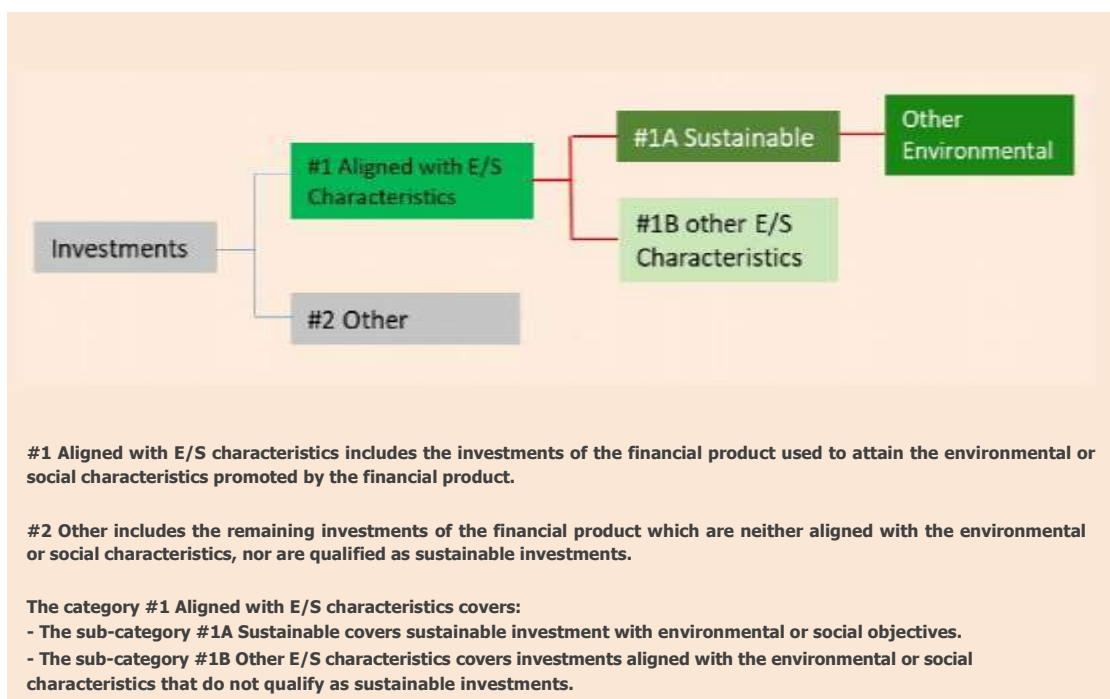 Investments
#1 Aligned with E/S
Characteristics
#2 Other
#1A Sustainable
#1B other E/S
Characteristics
Other
Environmental
#1 Aligned with E/S characteristics includes the investments of the financial product used to attain the environmental or
social characteristics promoted by the financial product.
#2 Other includes the remaining investments of the financial product which are neither aligned with the environmental
or social characteristics, nor are qualified as sustainable investments.
The category #1 Aligned with E/S characteristics covers:
- The sub-category #1A Sustainable covers sustainable investment with environmental or social objectives.
- The sub-category #1B Other E/S characteristics covers investments aligned with the environmental or social
characteristics that do not qualify as sustainable investments.